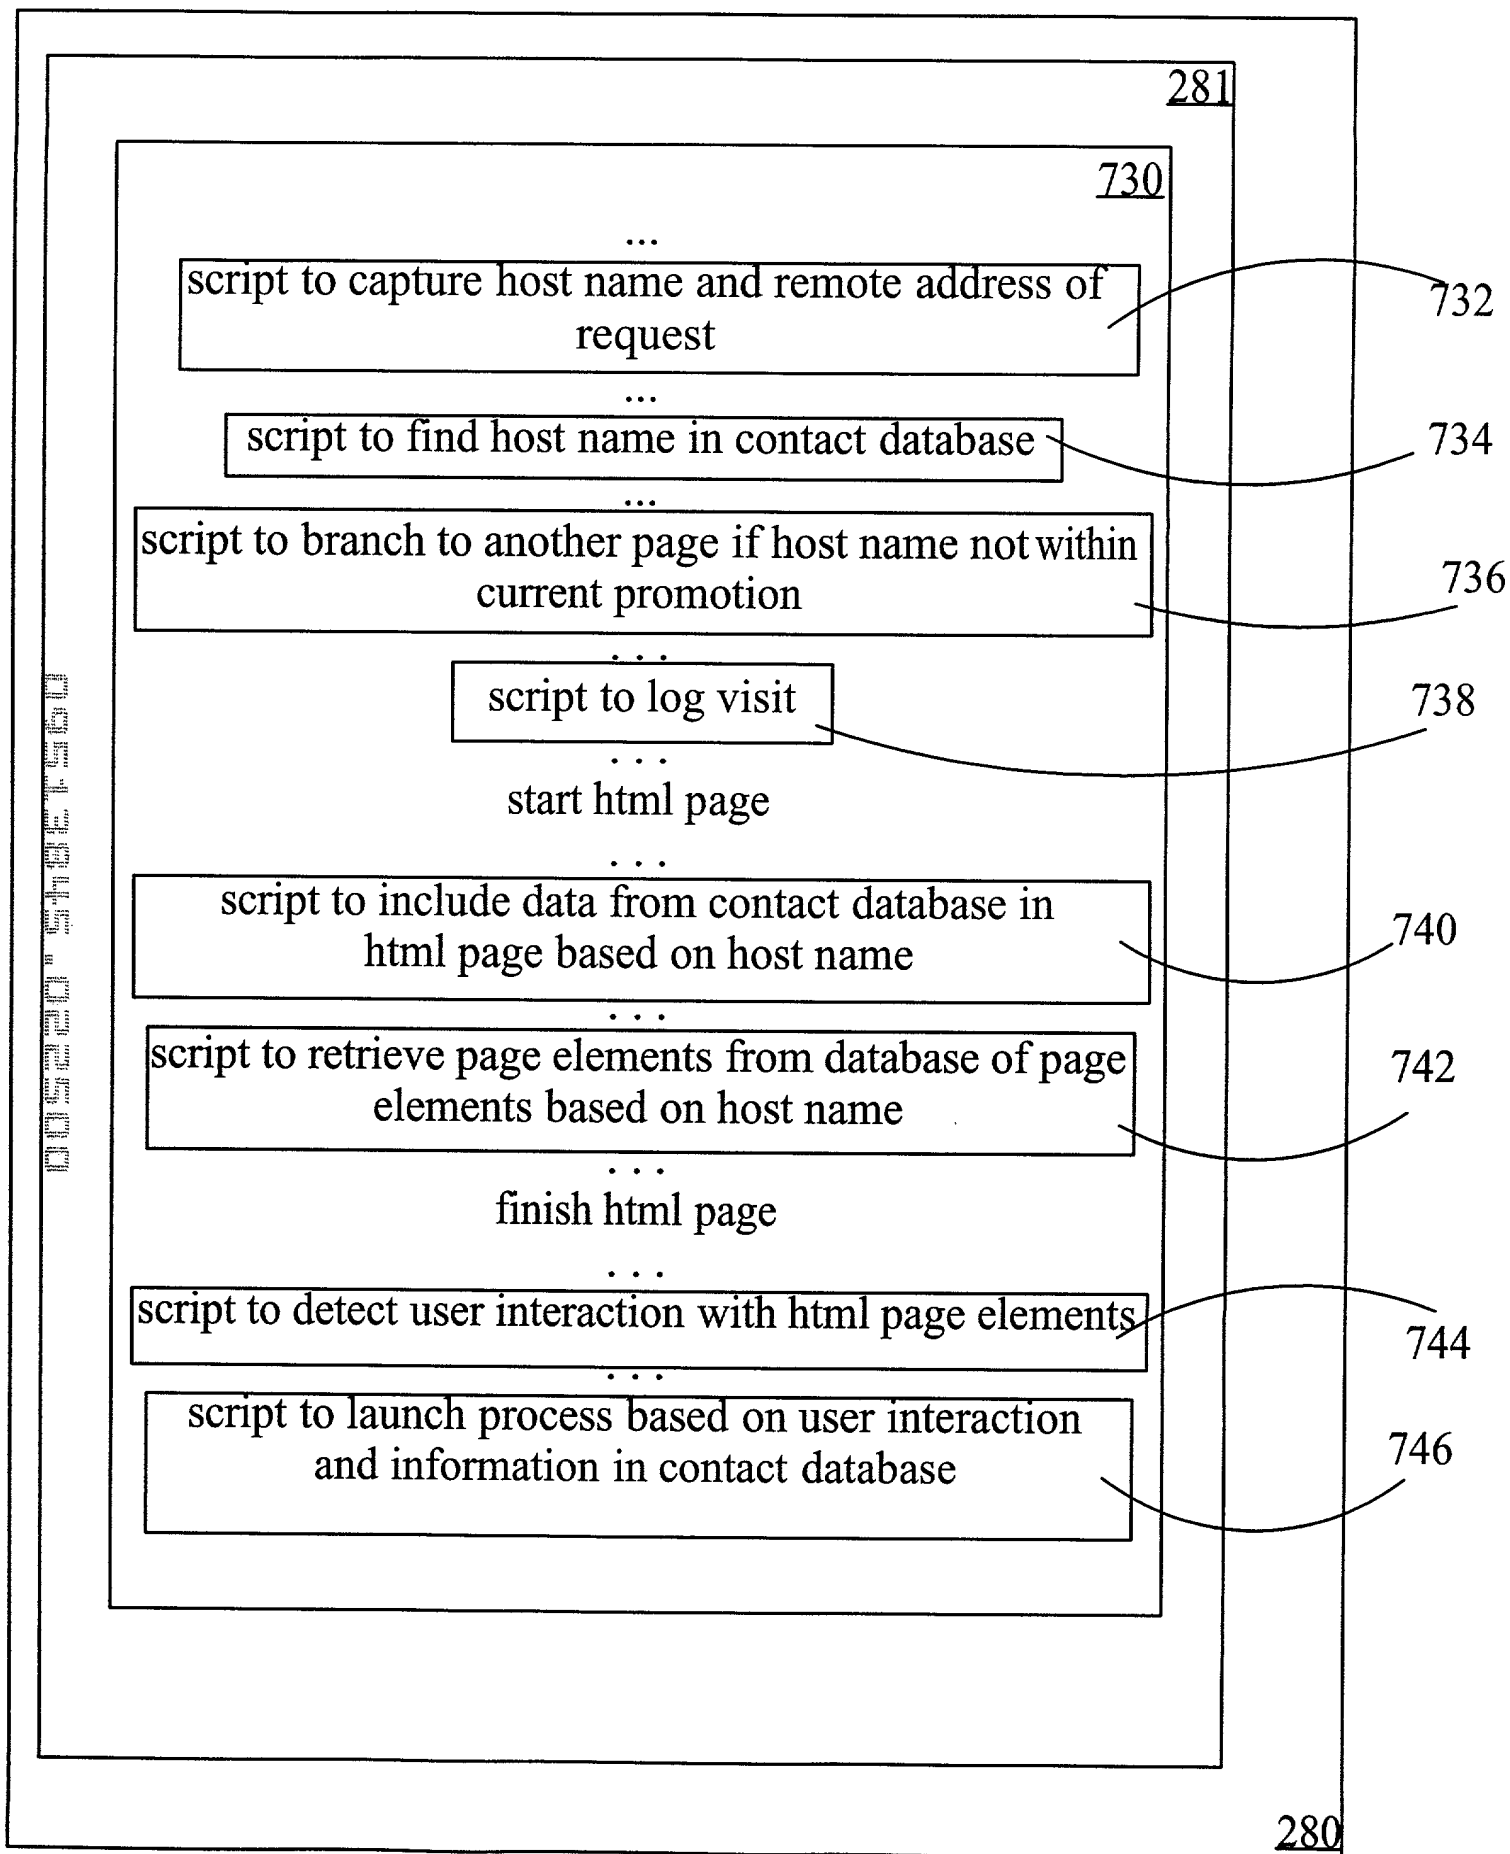 281
730
...
script to capture host name and remote address of
request
732
...
script to find host name in contact database
734
...
script to branch to another page if host name not within
current promotion
736
...
script to log visit
738
...
start html page
...
script to include data from contact database in
html page based on host name
740
...
script to retrieve page elements from database of page
elements based on host name
742
...
finish html page
...
script to detect user interaction with html page elements
744
...
script to launch process based on user interaction
and information in contact database
746
280